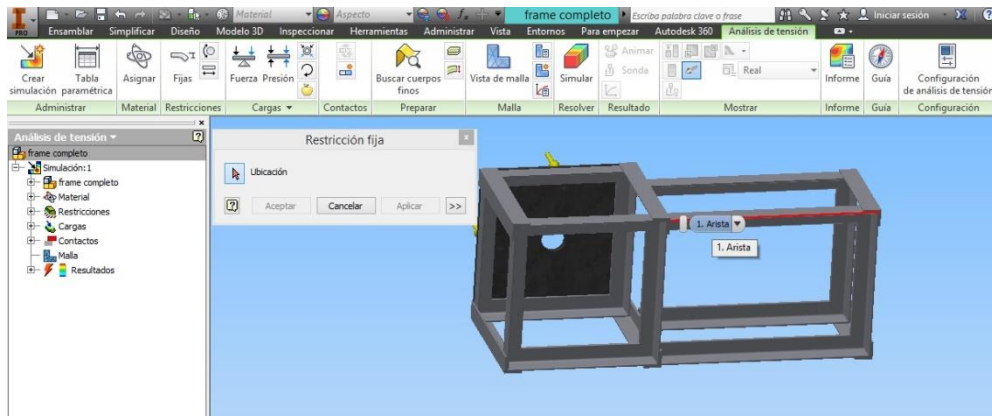 PRO
Material
Aspecto
frame completo
Escriba palabra clave o frase
Iniciar sesión
Ensamblar Simplificar Diseño Modelo 3D Inspeccionar Herramientas Administrar Vista Entornos Para empezar Autodesk 360 Análisis de tensión
Crear simulación
Tabla paramétrica
Asignar
Fijas
Fuerza
Presión
Buscar cuerpos finos
Vista de malla
Simular
Animar
Sonda
Real
Informe
Guía
Configuración de análisis de tensión
Administrar Material Restricciones Cargas Contactos Preparar Malla Resolver Resultado Mostrar Informe Guía Configuración
Análisis de tensión
frame completo
Simulación:1
frame completo
Material
Restricciones
Cargas
Contactos
Malla
Resultados
Restricción fija
Ubicación
Aceptar Cancelar Aplicar >>
1. Arista
1. Arista